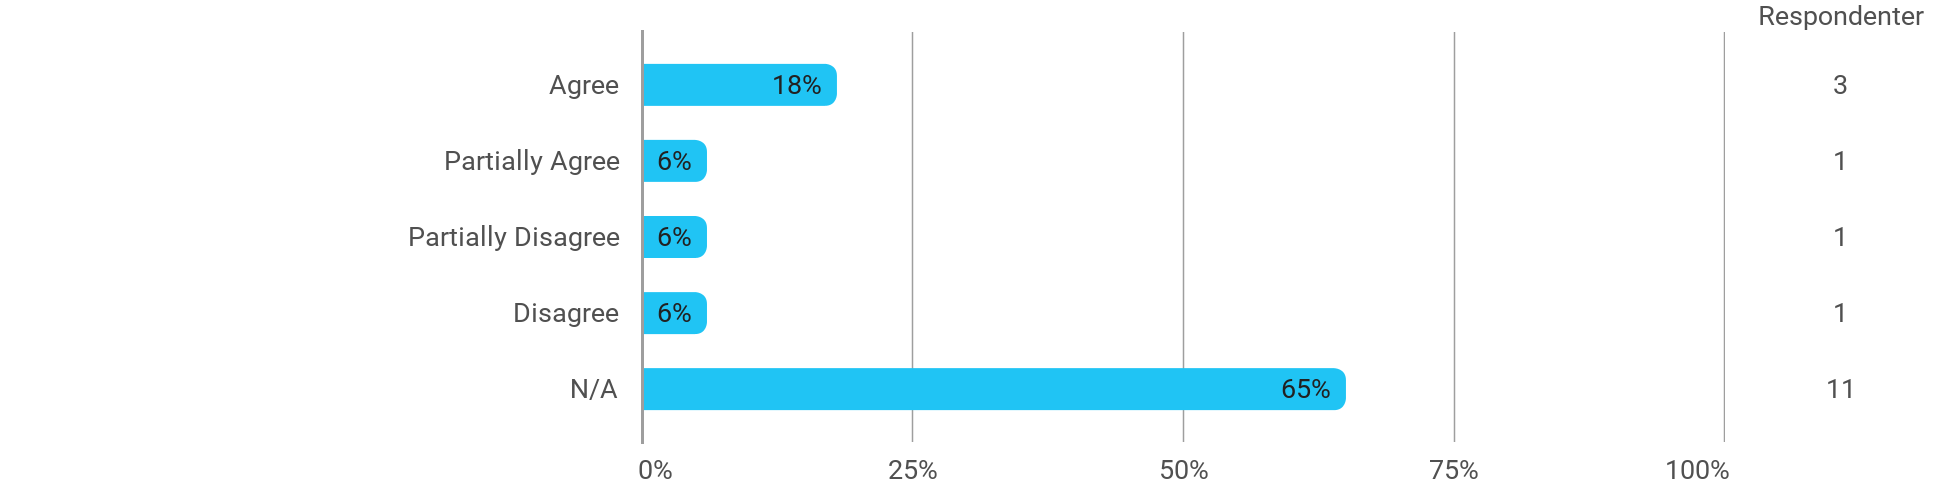 Respondenter
Agree 18% 3
Partially Agree 6% 1
Partially Disagree 6% 1
Disagree 6% 1
N/A 65% 11
0% 25% 50% 75% 100%